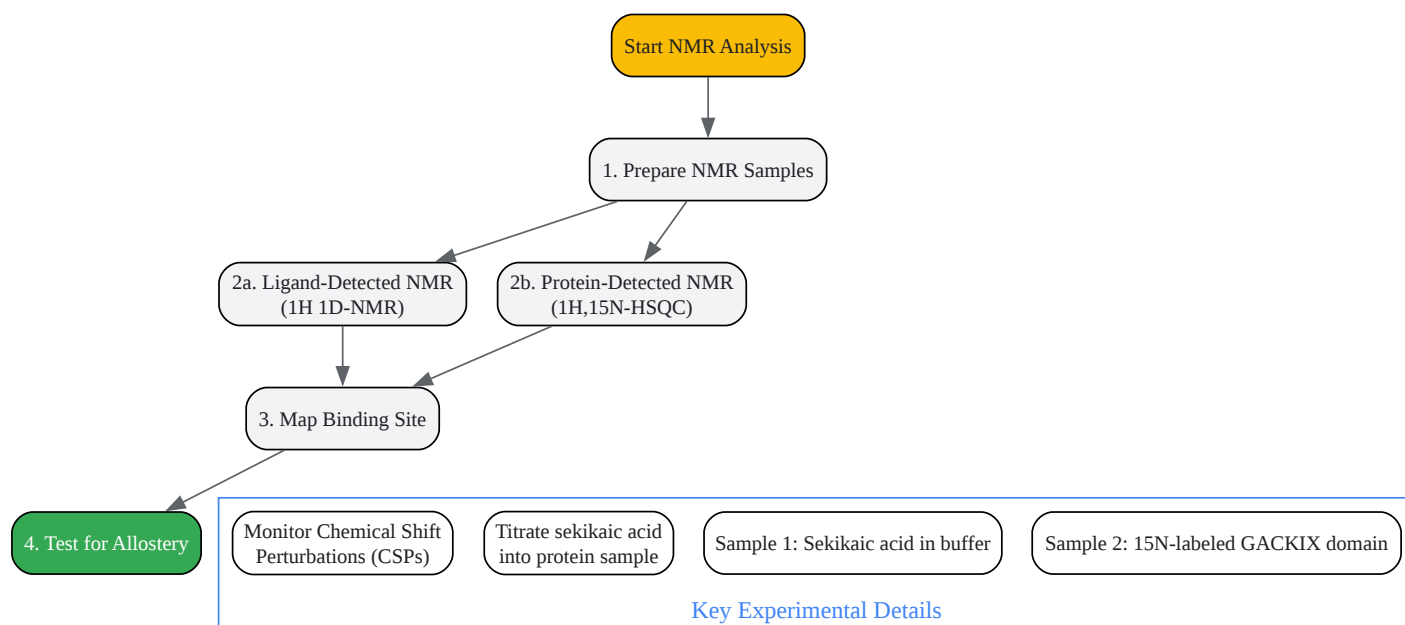 Start NMR Analysis
1. Prepare NMR Samples
2a. Ligand-Detected NMR
(1H 1D-NMR)
2b. Protein-Detected NMR
(1H,15N-HSQC)
3. Map Binding Site
4. Test for Allostery
Monitor Chemical Shift
Perturbations (CSPs)
Titrate sekikaic acid
into protein sample
Sample 1: Sekikaic acid in buffer
Sample 2: 15N-labeled GACKIX domain
Key Experimental Details